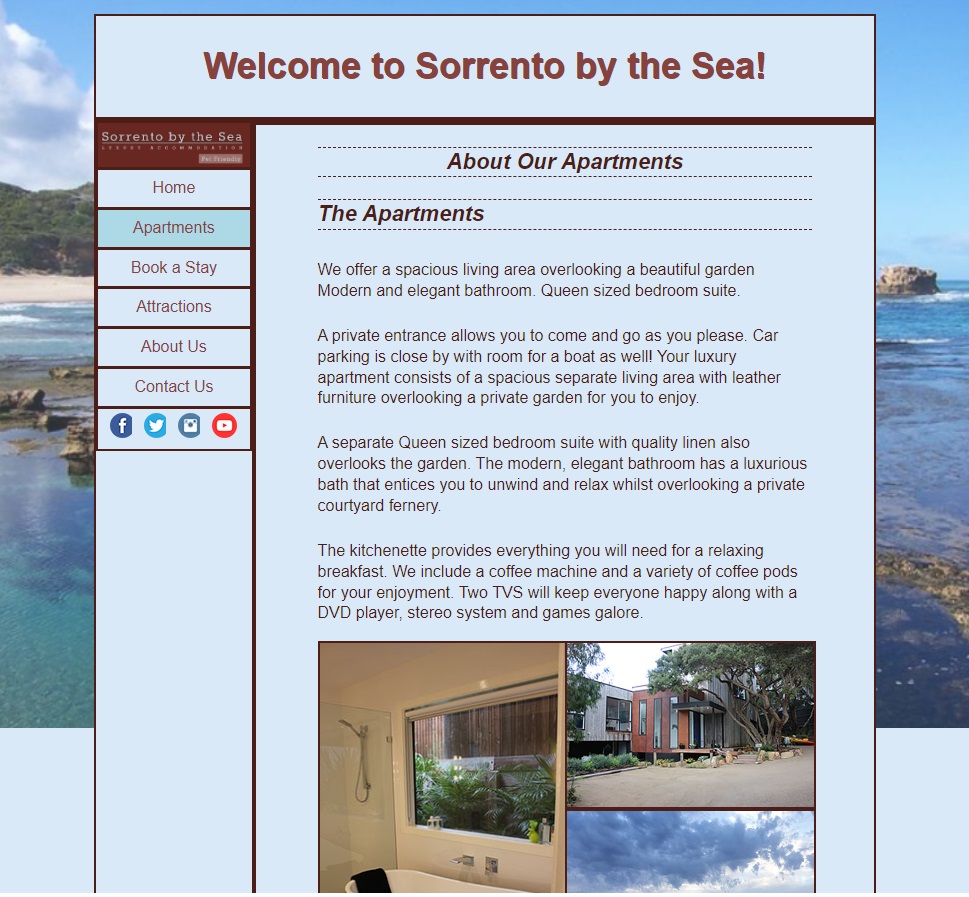 Welcome to Sorrento by the Sea!
Sorrento by the Sea
LUXURY ACCOMMODATION
Pet Friendly
Home
Apartments
Book a Stay
Attractions
About Us
Contact Us
About Our Apartments
The Apartments
We offer a spacious living area overlooking a beautiful garden
Modern and elegant bathroom. Queen sized bedroom suite.
A private entrance allows you to come and go as you please. Car
parking is close by with room for a boat as well! Your luxury
apartment consists of a spacious separate living area with leather
furniture overlooking a private garden for you to enjoy.
A separate Queen sized bedroom suite with quality linen also
overlooks the garden. The modern, elegant bathroom has a luxurious
bath that entices you to unwind and relax whilst overlooking a private
courtyard fernery.
The kitchenette provides everything you will need for a relaxing
breakfast. We include a coffee machine and a variety of coffee pods
for your enjoyment. Two TVS will keep everyone happy along with a
DVD player, stereo system and games galore.